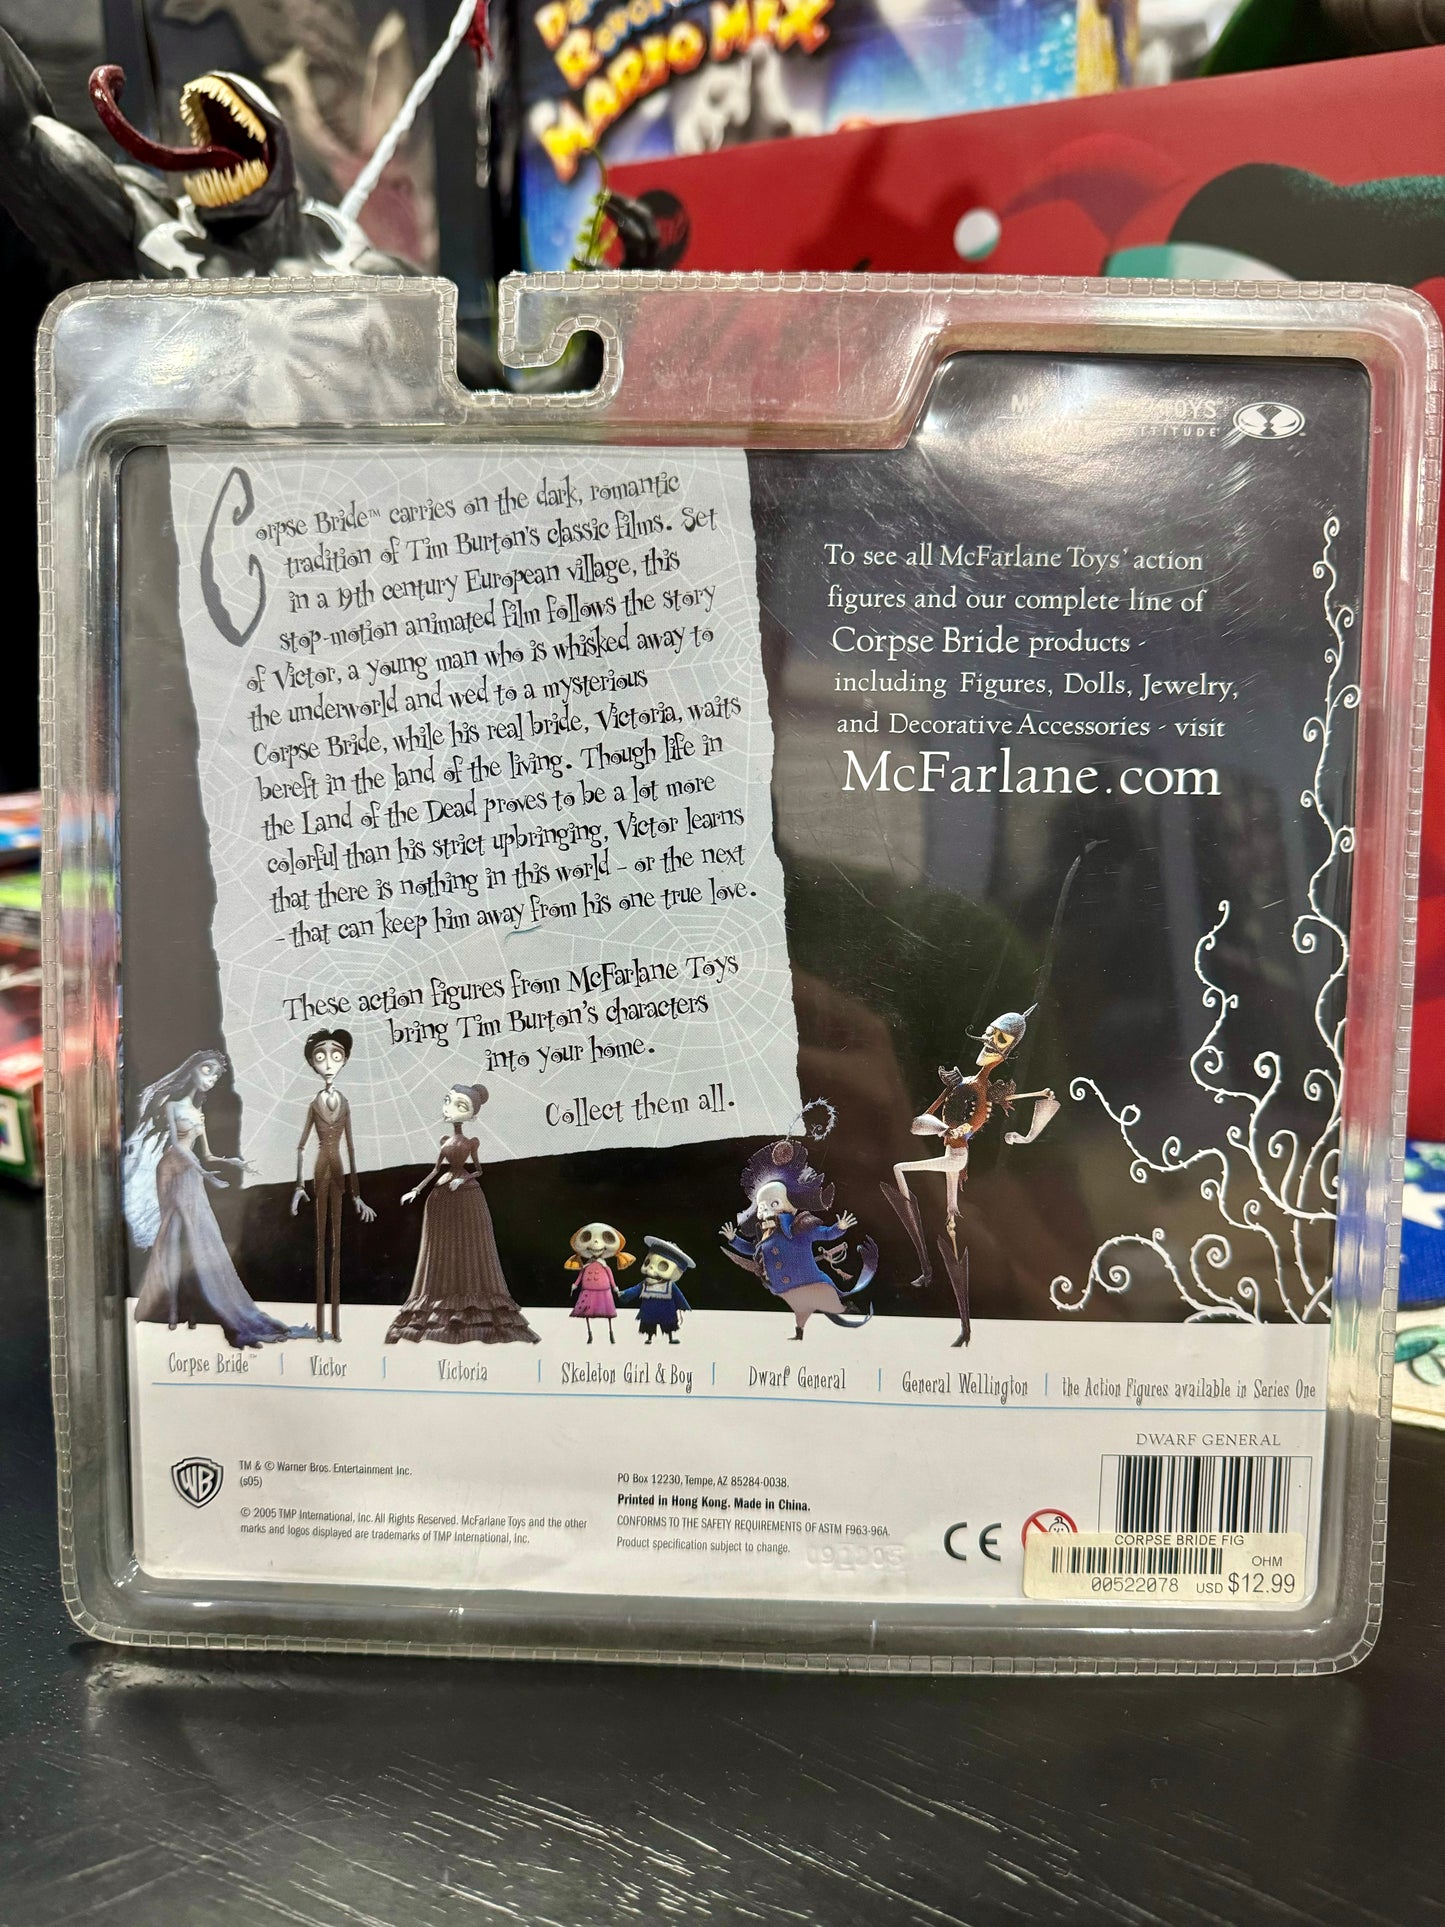 MARIO MIX
TOYS
ATTITUDE
Corpse Bride™ carries on the dark, romantic
tradition of Tim Burton's classic films. Set
in a 19th century European village, this
stop-motion animated film follows the story
of Victor, a young man who is whisked away to
the underworld and wed to a mysterious
Corpse Bride, while his real bride, Victoria, waits
bereft in the land of the living. Though life in
the Land of the Dead proves to be a lot more
colorful than his strict upbringing, Victor learns
that there is nothing in this world - or the next
- that can keep him away from his one true love.
These action figures from McFarlane Toys
bring Tim Burton's characters
into your home.
Collect them all.
To see all McFarlane Toys' action
figures and our complete line of
Corpse Bride products -
including Figures, Dolls, Jewelry,
and Decorative Accessories - visit
McFarlane.com
Corpse Bride™ | Victor | Victoria | Skeleton Girl & Boy | Dwarf General | General Wellington | the Action Figures available in Series One
WB
TM & © Warner Bros. Entertainment Inc.
(s05)
© 2005 TMP International, Inc. All Rights Reserved. McFarlane Toys and the other
marks and logos displayed are trademarks of TMP International, Inc.
PO Box 12230, Tempe, AZ 85284-0038.
Printed in Hong Kong. Made in China.
CONFORMS TO THE SAFETY REQUIREMENTS OF ASTM F963-96A.
Product specification subject to change.
CE
DWARF GENERAL
CORPSE BRIDE FIG
OHM
00522078 USD $12.99